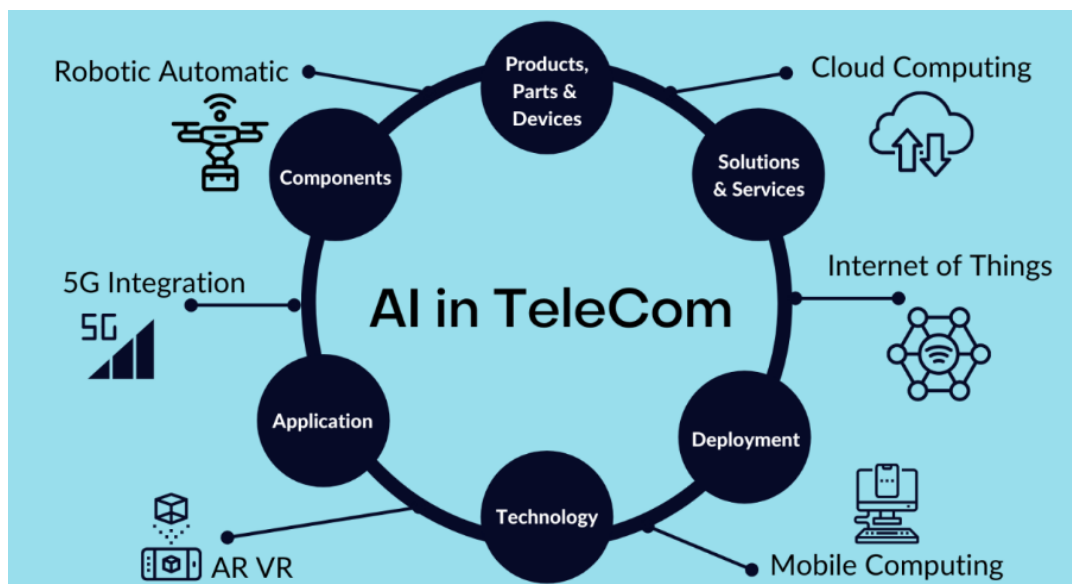 Robotic Automatic
Products,
Parts &
Devices
Cloud Computing
Components
Solutions
& Services
5G Integration
5G
AI in TeleCom
Internet of Things
Application
Deployment
Technology
AR VR
Mobile Computing